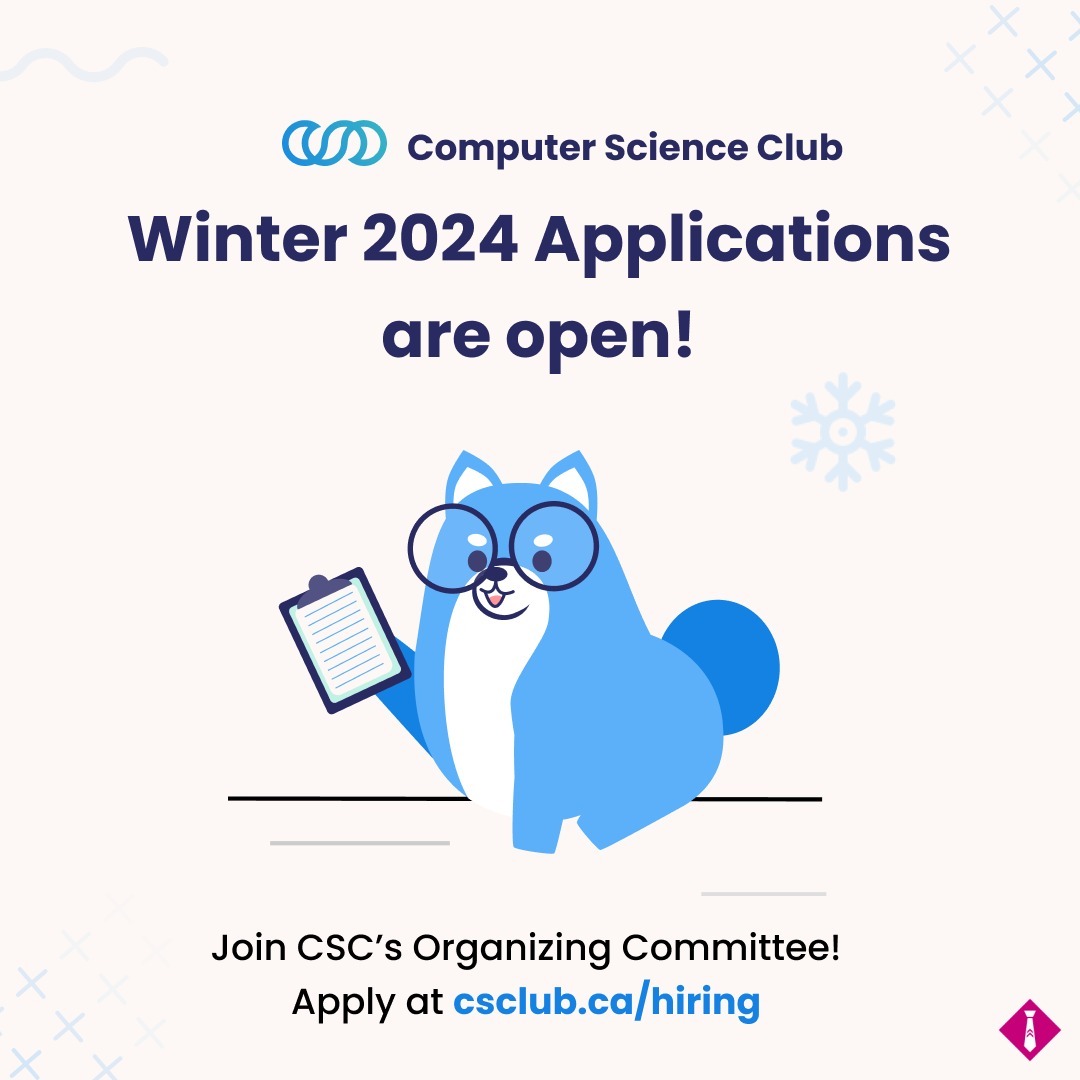 Computer Science Club
Winter 2024 Applications
are open!
Join CSC’s Organizing Committee!
Apply at csclub.ca/hiring